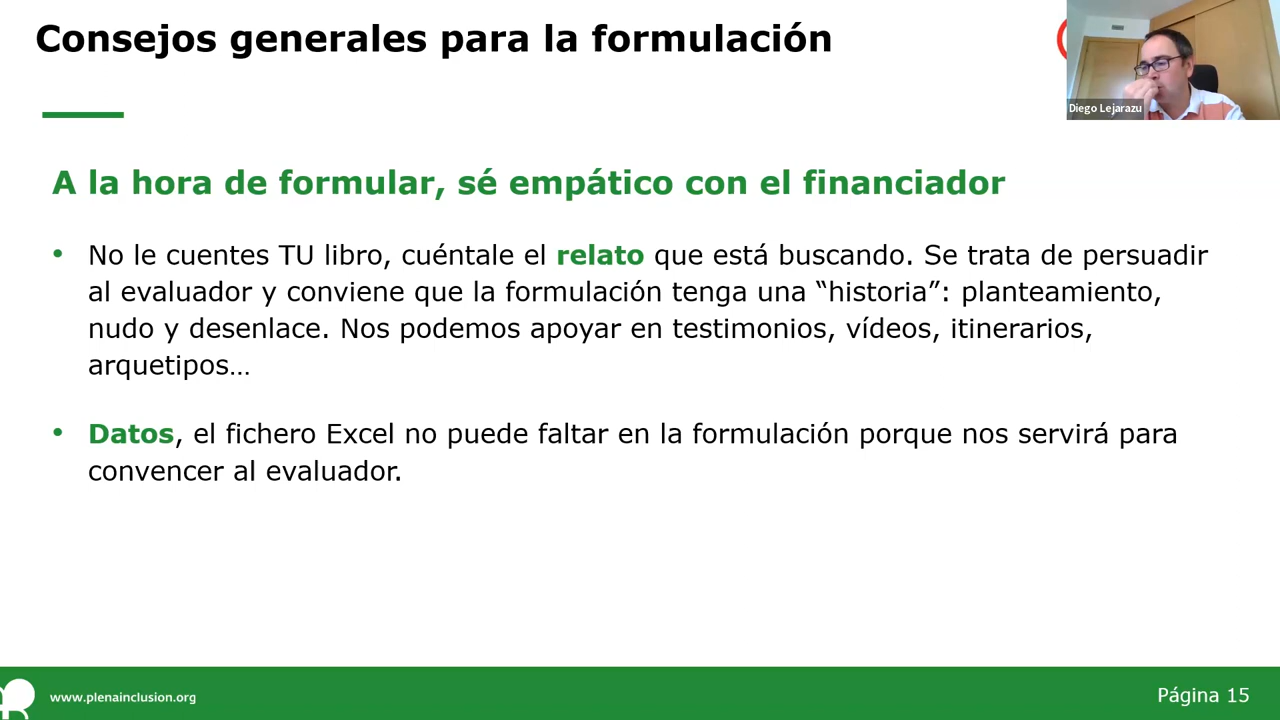 Consejos generales para la formulación
Diego Lejarazu
A la hora de formular, sé empático con el financiador
• No le cuentes TU libro, cuéntale el relato que está buscando. Se trata de persuadir
al evaluador y conviene que la formulación tenga una “historia”: planteamiento,
nudo y desenlace. Nos podemos apoyar en testimonios, vídeos, itinerarios,
arquetipos…
• Datos, el fichero Excel no puede faltar en la formulación porque nos servirá para
convencer al evaluador.
www.plenainclusion.org
Página 15